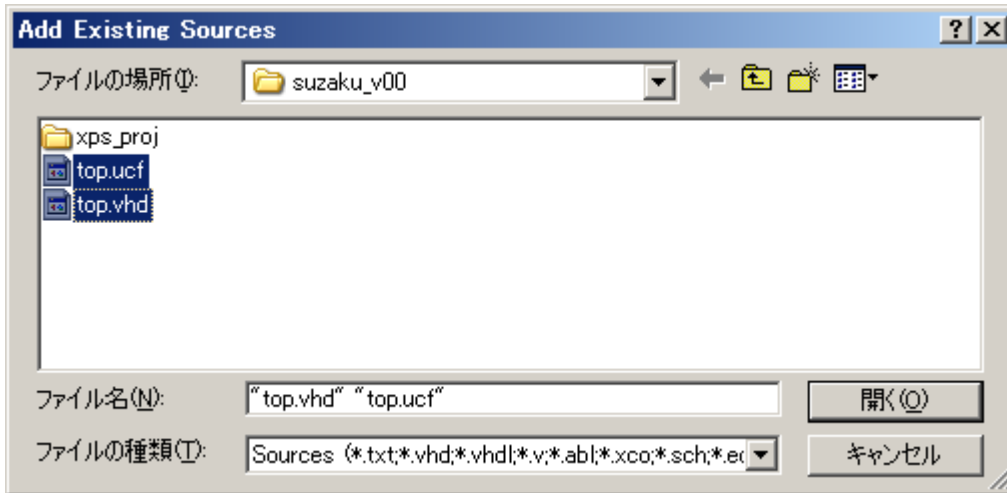 Add Existing Sources
ファイルの場所(I):
suzaku_v00
xps_proj
top.ucf
top.vhd
ファイル名(N):
"top.vhd" "top.ucf"
開く(O)
ファイルの種類(T):
Sources (*.txt;*.vhd;*.vhdl;*.v;*.abl;*.xco;*.sch;*.e
キャンセル